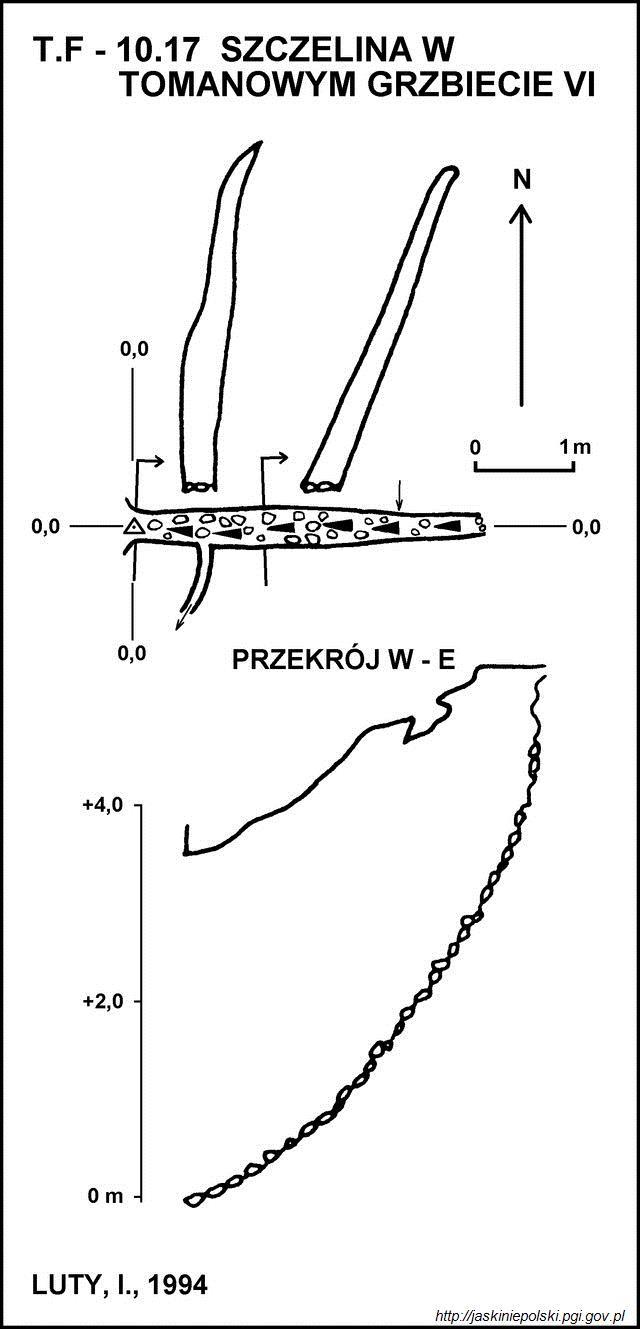 T.F - 10.17 SZCZELINA W
TOMANOWYM GRZBIECIE VI
N
0,0
0 1 m
0,0 0,0
0,0
PRZEKRÓJ W - E
+4,0
+2,0
0 m
LUTY, I., 1994
http://jaskiniepolski.pgi.gov.pl